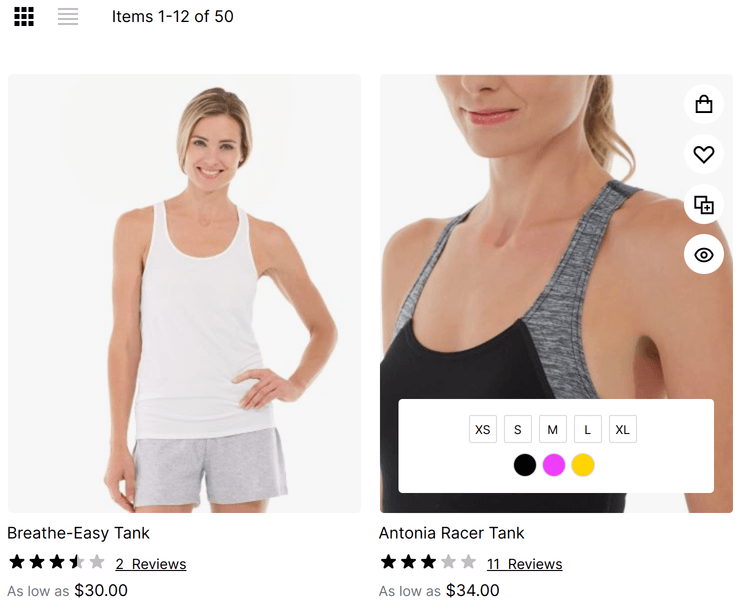 Items 1-12 of 50
XS S M L XL
Breathe-Easy Tank
2 Reviews
As low as $30.00
Antonia Racer Tank
11 Reviews
As low as $34.00